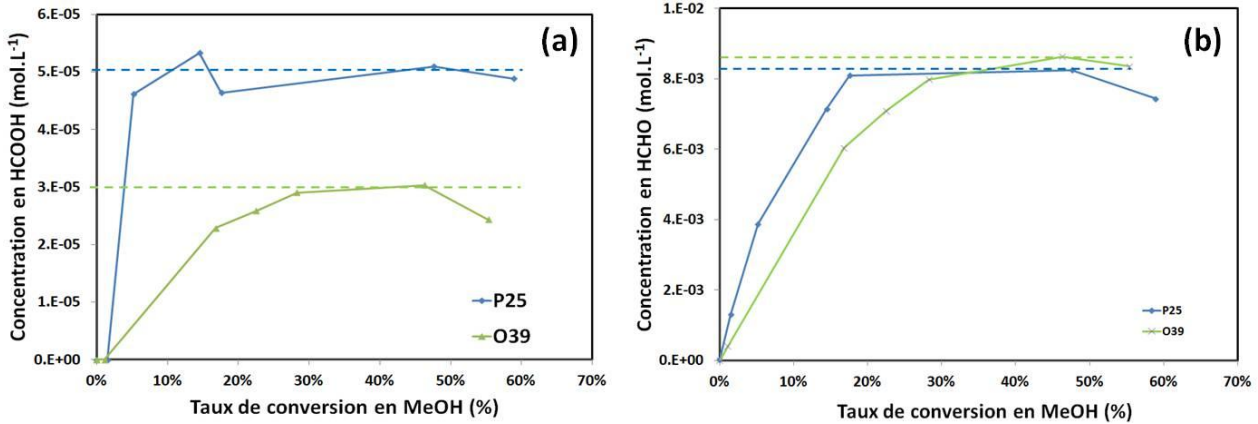 6.E-05
5.E-05
4.E-05
3.E-05
2.E-05
1.E-05
0.E+00
Concentration en HCOOH (mol.L-1)
(a)
P25
O39
0% 10% 20% 30% 40% 50% 60% 70%
Taux de conversion en MeOH (%)
1.E-02
8.E-03
6.E-03
4.E-03
2.E-03
0.E+00
Concentration en HCHO (mol.L-1)
(b)
P25
O39
0% 10% 20% 30% 40% 50% 60% 70%
Taux de conversion en MeOH (%)